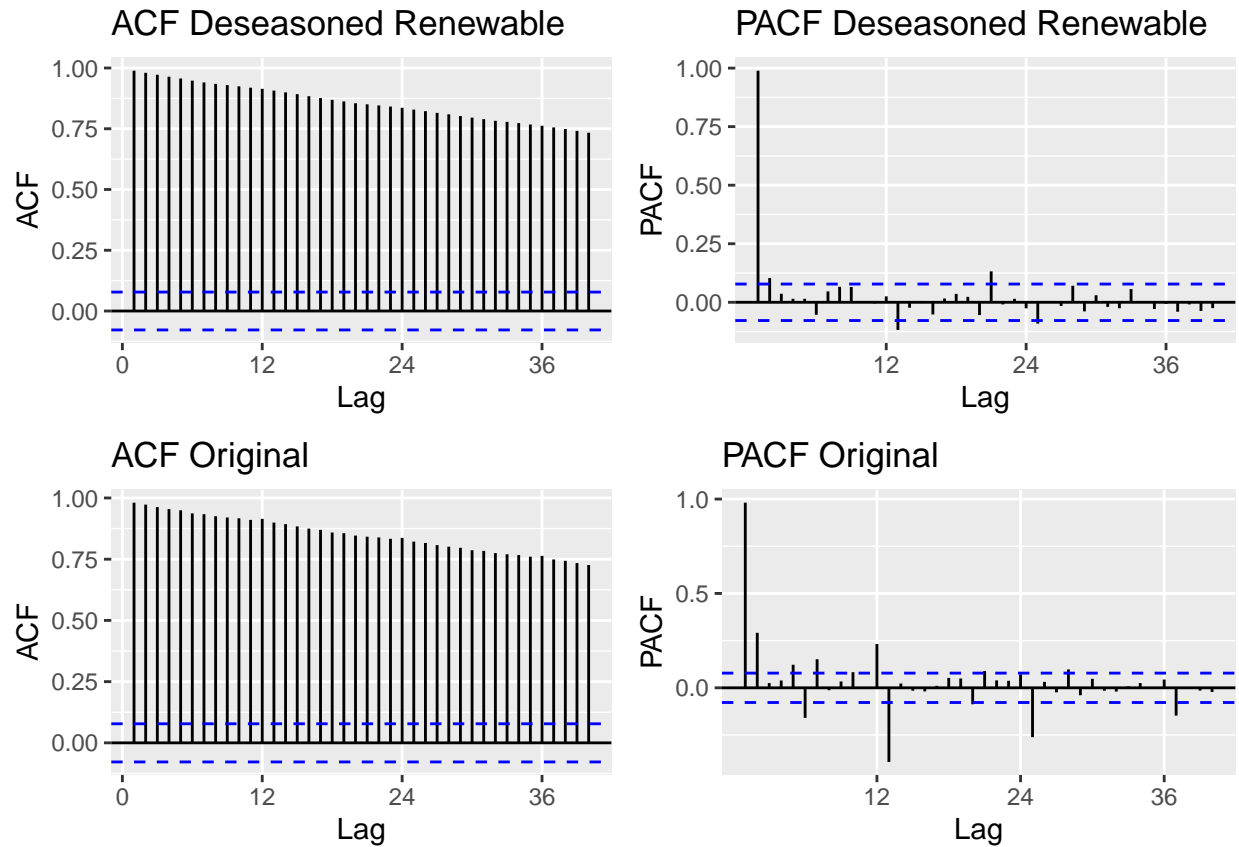 ACF Deseasoned Renewable
1.00
0.75
0.50
0.25
0.00
ACF
0 12 24 36
Lag
PACF Deseasoned Renewable
1.00
0.75
0.50
0.25
0.00
PACF
12 24 36
Lag
ACF Original
1.00
0.75
0.50
0.25
0.00
ACF
0 12 24 36
Lag
PACF Original
1.0
0.5
0.0
PACF
12 24 36
Lag